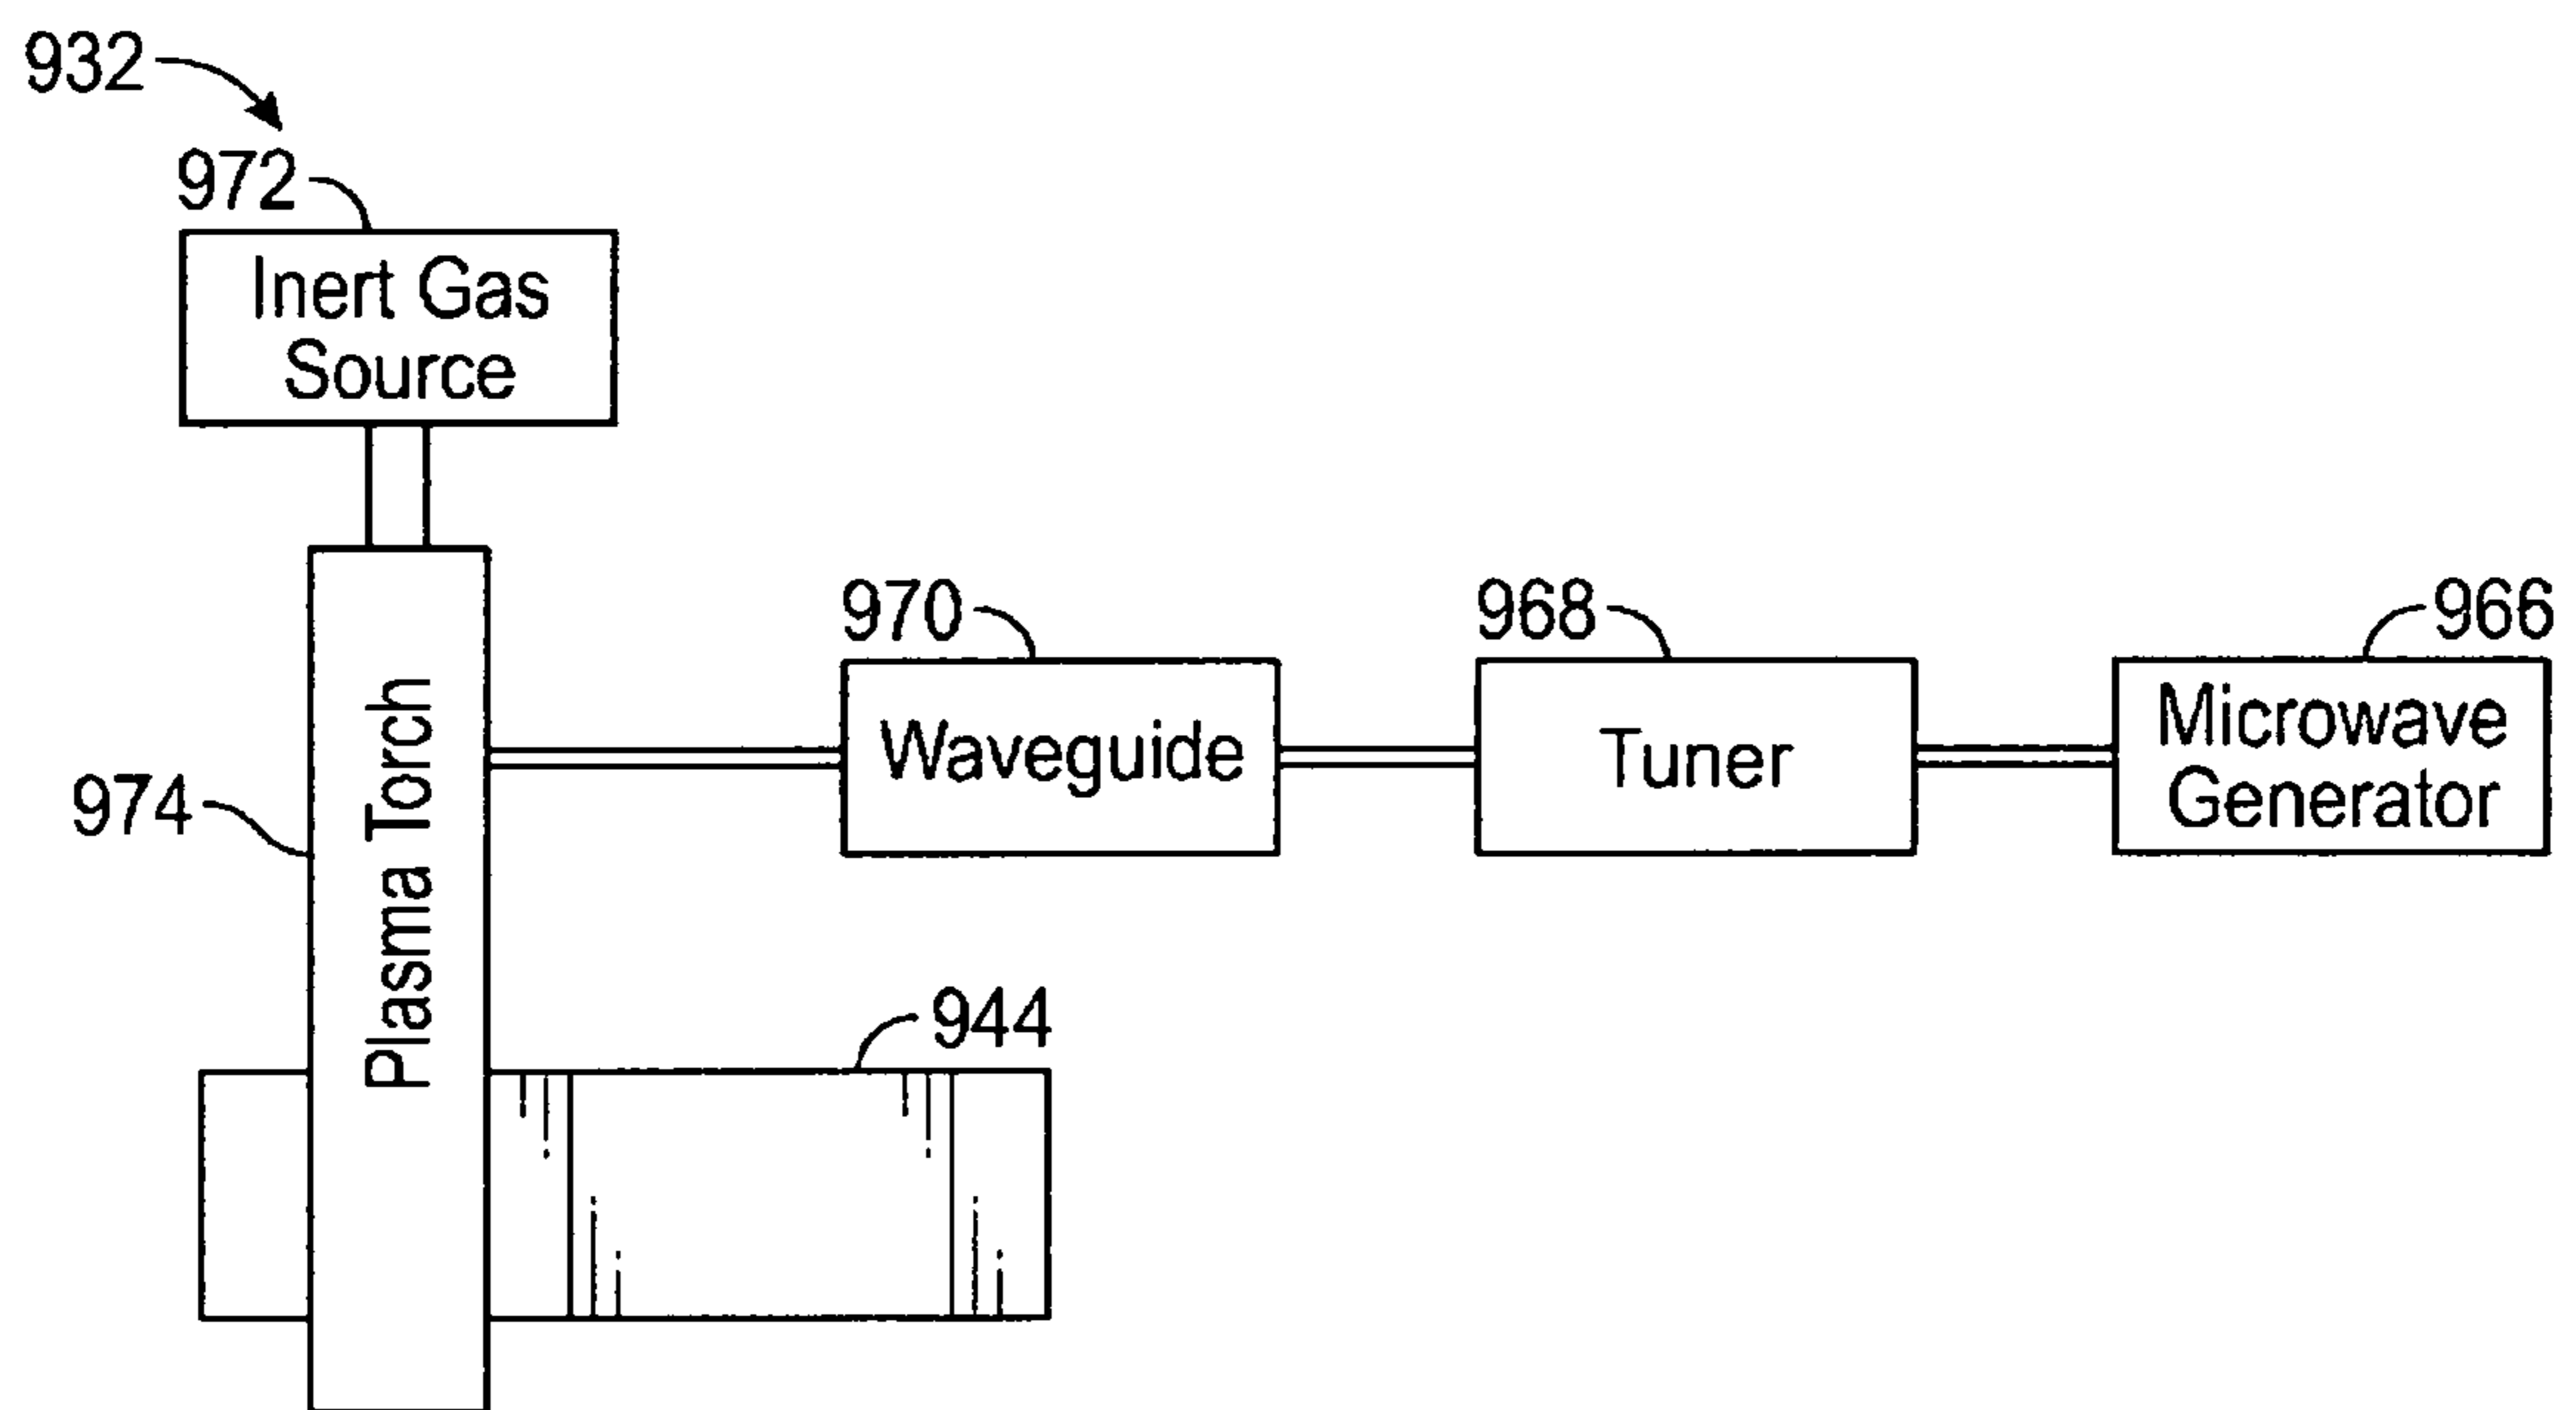 932
972
Inert Gas
Source
970
968
966
Waveguide
Tuner
Microwave
Generator
974
Plasma Torch
944